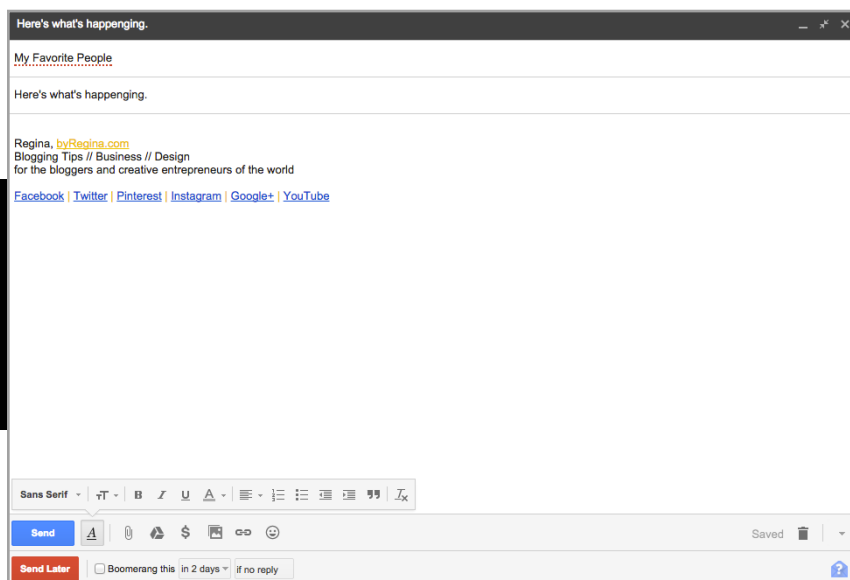 Here's what's happenging.
My Favorite People
Here's what's happenging.
Regina, byRegina.com
Blogging Tips // Business // Design
for the bloggers and creative entrepreneurs of the world
Facebook | Twitter | Pinterest | Instagram | Google+ | YouTube
Sans Serif
Send
Saved
Send Later
Boomerang this in 2 days if no reply